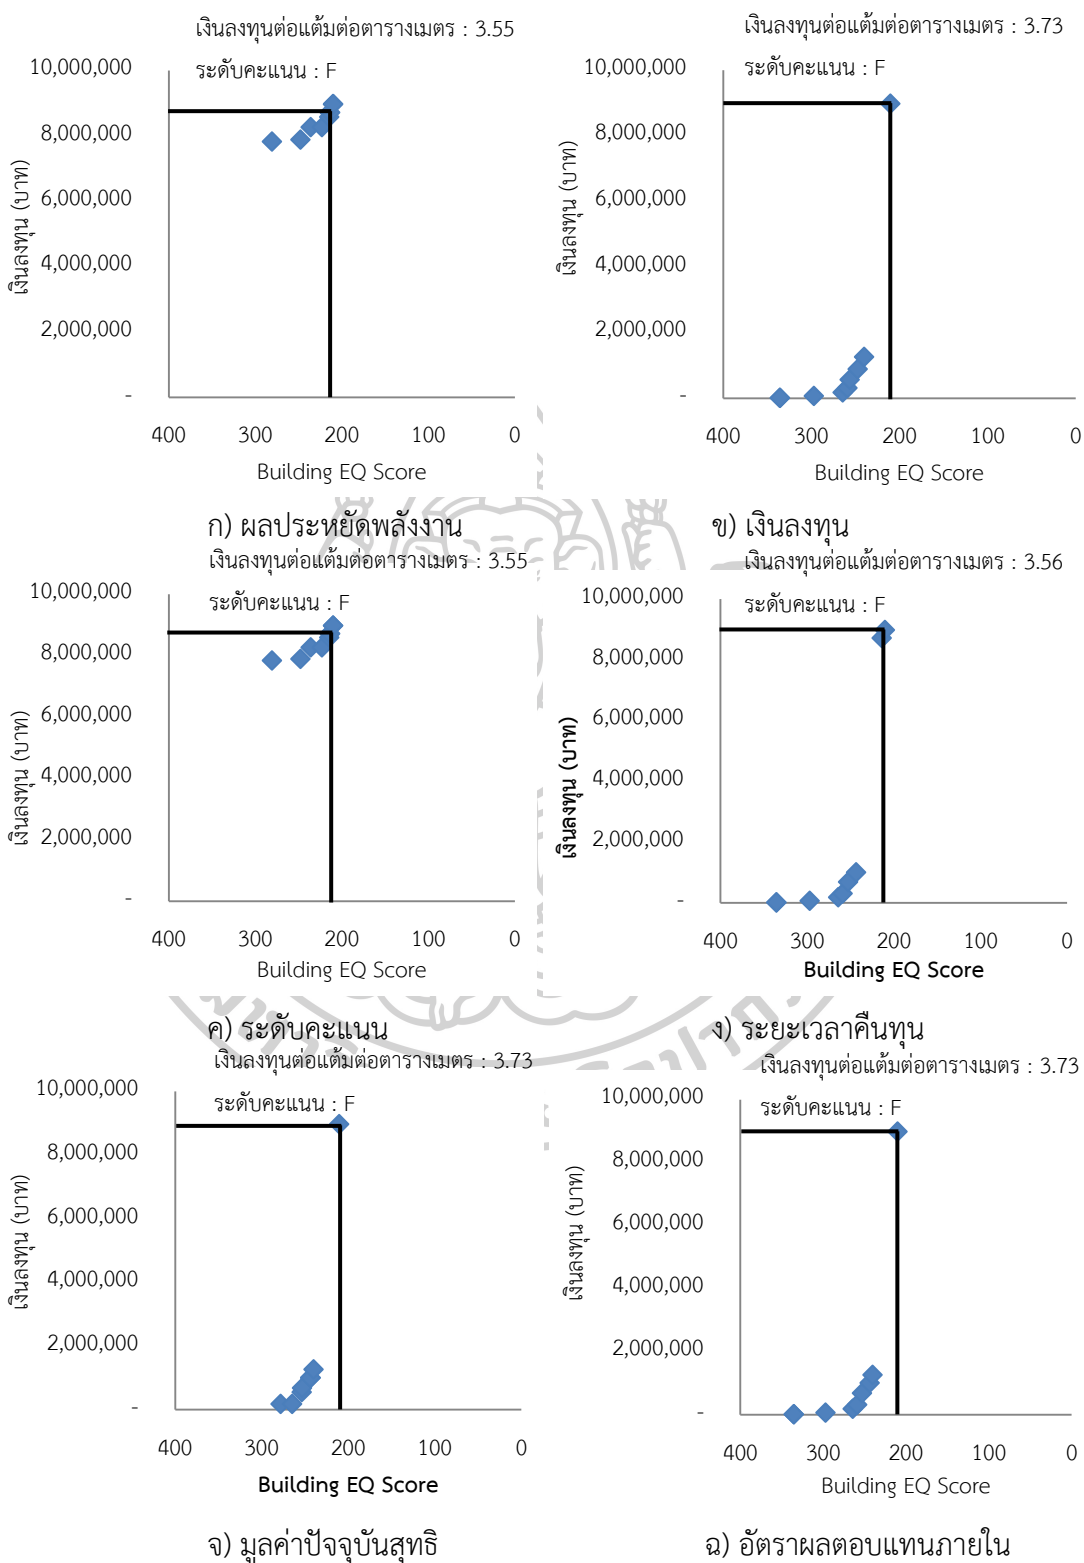 เงินลงทุนต่อแต้มต่อตารางเมตร : 3.55
ระดับคะแนน : F
10,000,000
8,000,000
6,000,000
4,000,000
2,000,000
-
เงินลงทุน (บาท)
400 300 200 100 0
Building EQ Score
ก) ผลประหยัดพลังงาน
เงินลงทุนต่อแต้มต่อตารางเมตร : 3.73
ระดับคะแนน : F
10,000,000
8,000,000
6,000,000
4,000,000
2,000,000
-
เงินลงทุน (บาท)
400 300 200 100 0
Building EQ Score
ข) เงินลงทุน
เงินลงทุนต่อแต้มต่อตารางเมตร : 3.55
ระดับคะแนน : F
10,000,000
8,000,000
6,000,000
4,000,000
2,000,000
-
เงินลงทุน (บาท)
400 300 200 100 0
Building EQ Score
ค) ระดับคะแนน
เงินลงทุนต่อแต้มต่อตารางเมตร : 3.56
ระดับคะแนน : F
10,000,000
8,000,000
6,000,000
4,000,000
2,000,000
-
เงินลงทุน (บาท)
400 300 200 100 0
Building EQ Score
ง) ระยะเวลาคืนทุน
เงินลงทุนต่อแต้มต่อตารางเมตร : 3.73
ระดับคะแนน : F
10,000,000
8,000,000
6,000,000
4,000,000
2,000,000
-
เงินลงทุน (บาท)
400 300 200 100 0
Building EQ Score
จ) มูลค่าปัจจุบันสุทธิ
เงินลงทุนต่อแต้มต่อตารางเมตร : 3.73
ระดับคะแนน : F
10,000,000
8,000,000
6,000,000
4,000,000
2,000,000
-
เงินลงทุน (บาท)
400 300 200 100 0
Building EQ Score
ฉ) อัตราผลตอบแทนภายใน